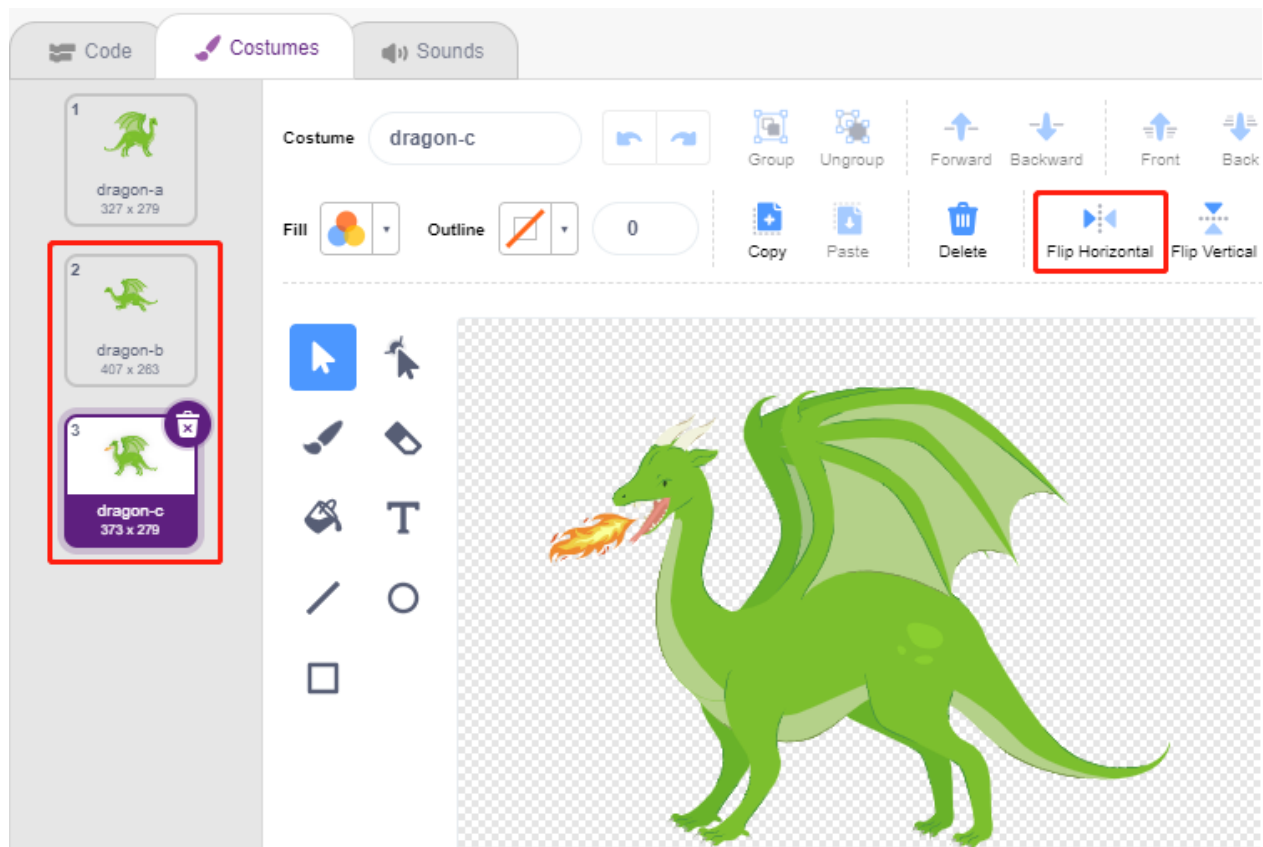 Code
Costumes
Sounds
1
dragon-a
327 x 279
2
dragon-b
407 x 263
3
dragon-c
373 x 279
Costume
dragon-c
Group
Ungroup
Forward
Backward
Front
Back
Fill
Outline
0
Copy
Paste
Delete
Flip Horizontal
Flip Vertical
T